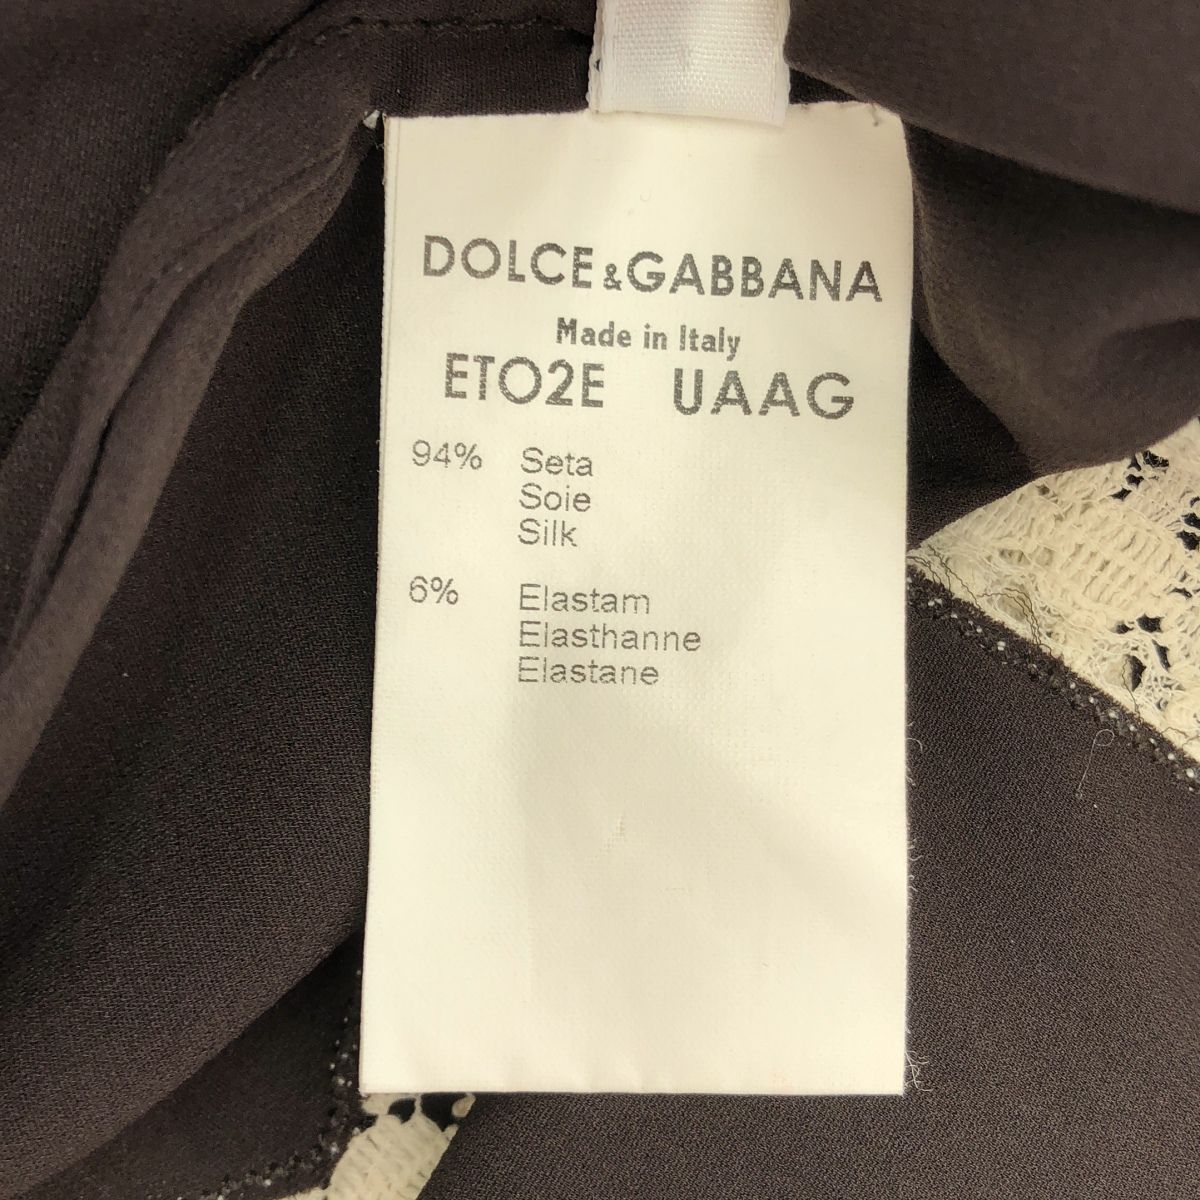 DOLCE&GABBANA
Made in Italy
ETO2E UAAG
94% Seta
Soie
Silk
6% Elastam
Elasthanne
Elastane